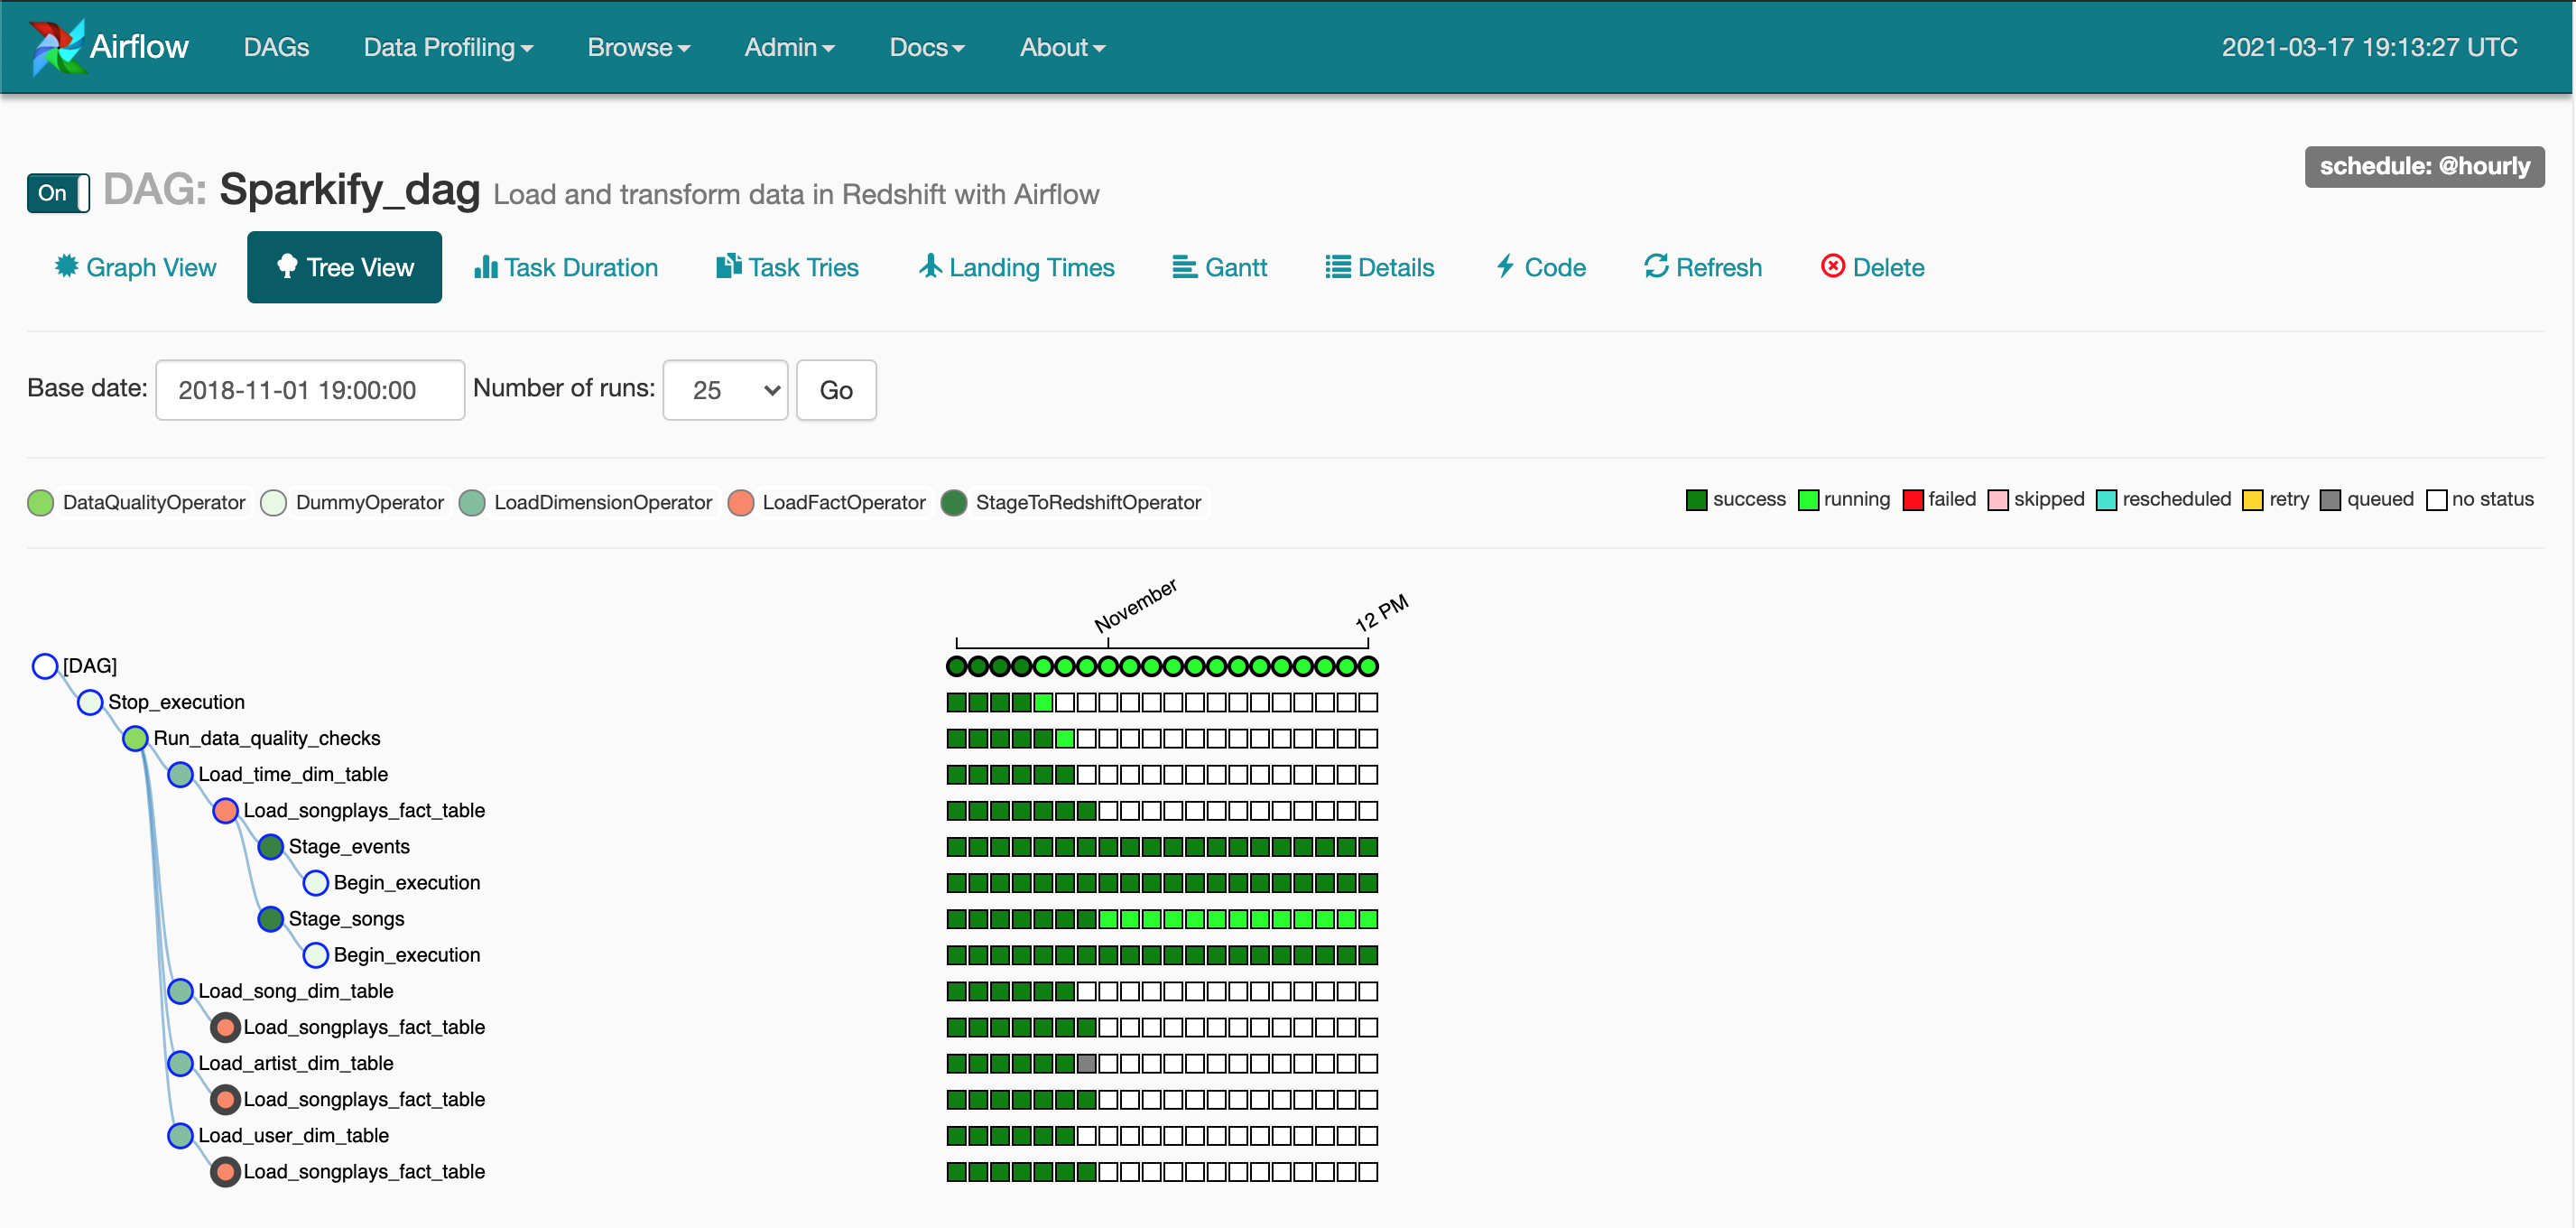 Airflow DAGs Data Profiling Browse Admin Docs About 2021-03-17 19:13:27 UTC
schedule: @hourly
On DAG: Sparkify_dag Load and transform data in Redshift with Airflow
Graph View Tree View Task Duration Task Tries Landing Times Gantt Details Code Refresh Delete
Base date: 2018-11-01 19:00:00 Number of runs: 25 Go
DataQualityOperator DummyOperator LoadDimensionOperator LoadFactOperator StageToRedshiftOperator success running failed skipped rescheduled retry queued no status
November 12 PM
[DAG]
Stop_execution
Run_data_quality_checks
Load_time_dim_table
Load_songplays_fact_table
Stage_events
Begin_execution
Stage_songs
Begin_execution
Load_song_dim_table
Load_songplays_fact_table
Load_artist_dim_table
Load_songplays_fact_table
Load_user_dim_table
Load_songplays_fact_table